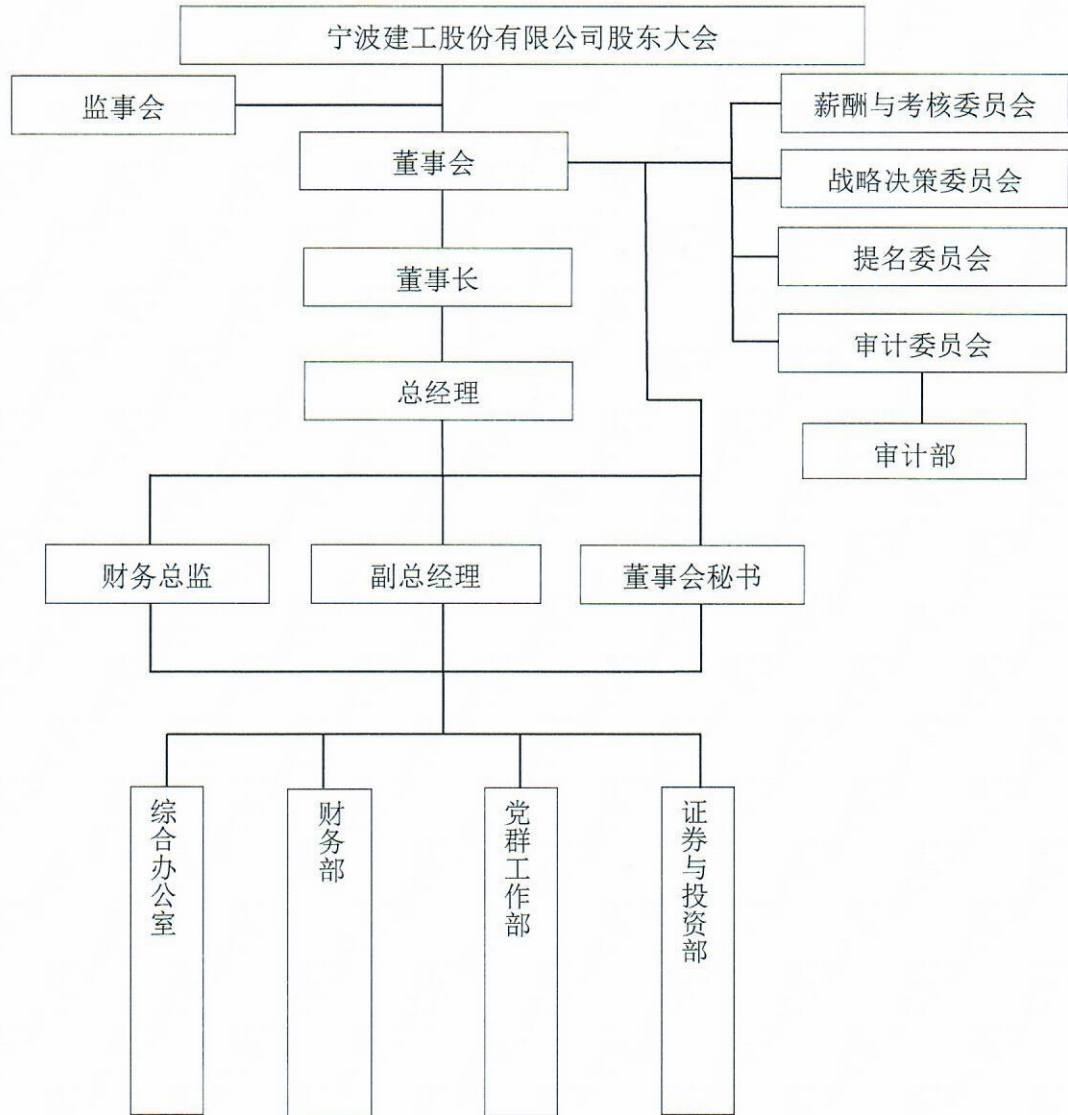 宁波建工股份有限公司股东大会
监事会
薪酬与考核委员会
董事会
战略决策委员会
提名委员会
董事长
审计委员会
总经理
审计部
财务总监
副总经理
董事会秘书
综合办公室
财务部
党群工作部
证券与投资部